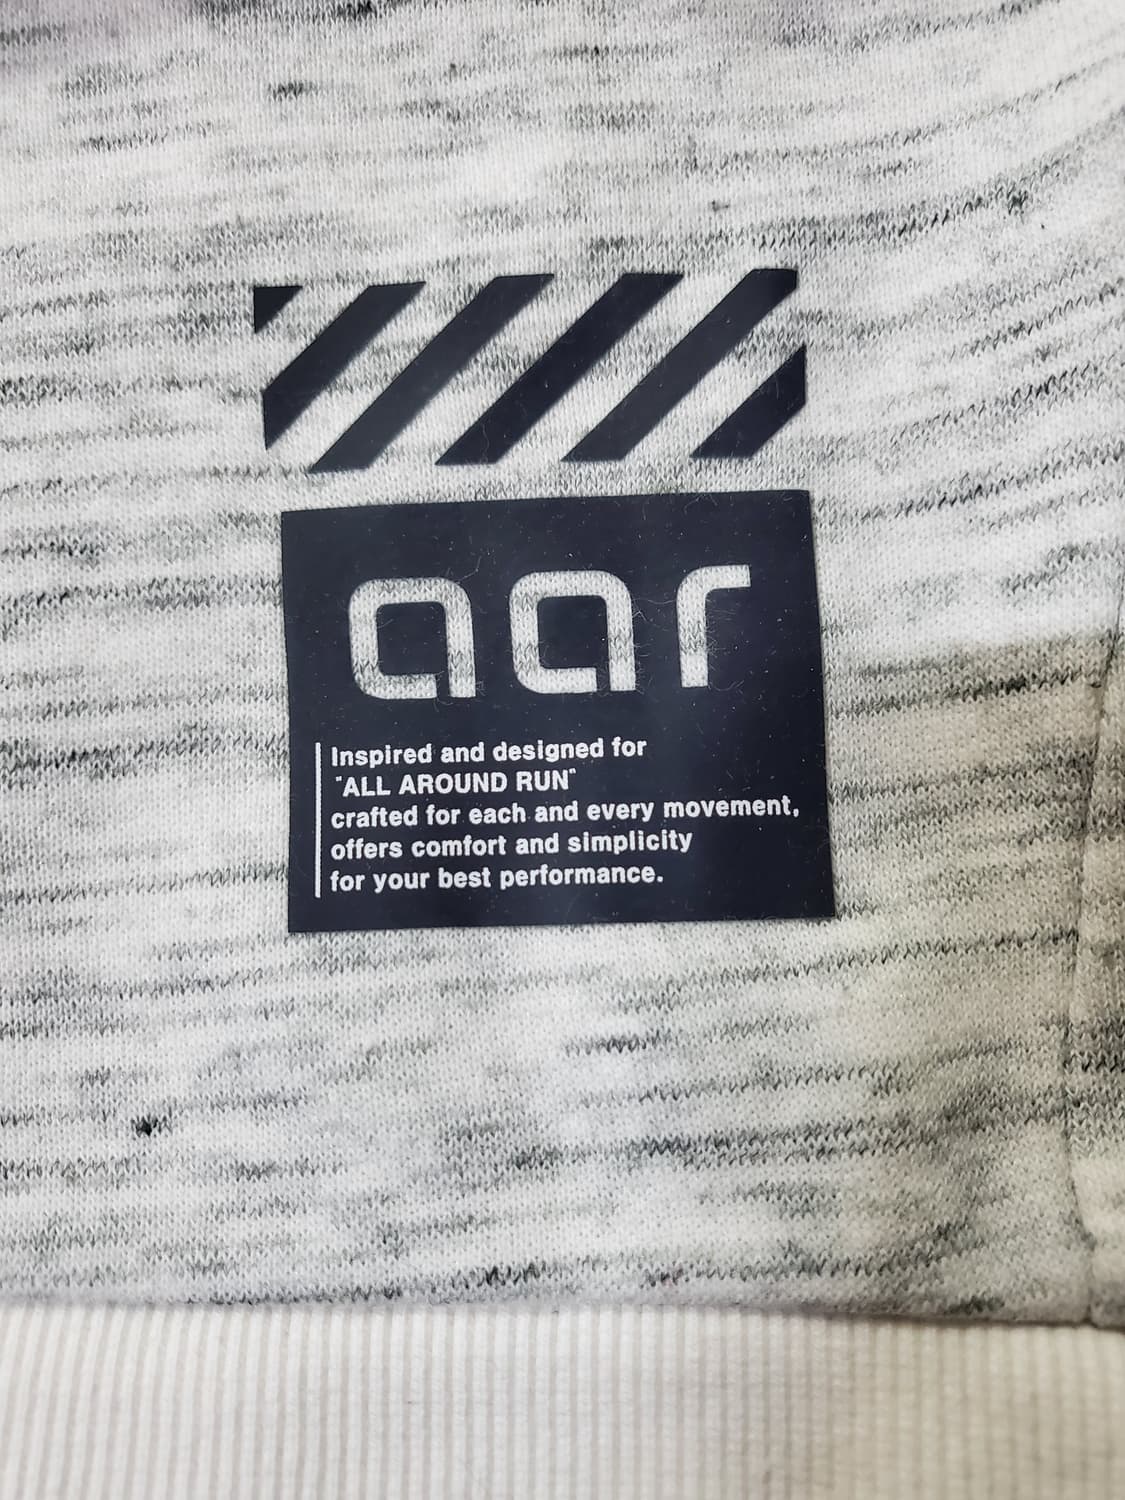 aar
Inspired and designed for
"ALL AROUND RUN"
crafted for each and every movement,
offers comfort and simplicity
for your best performance.